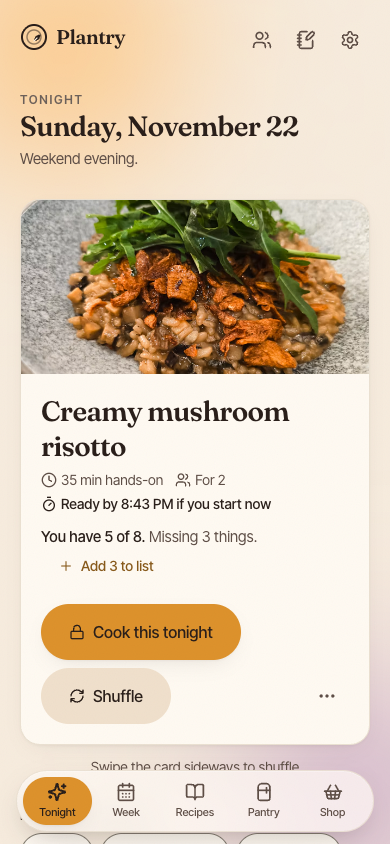 Plantry
TONIGHT
Sunday, November 22
Weekend evening.
Creamy mushroom
risotto
35 min hands-on For 2
Ready by 8:43 PM if you start now
You have 5 of 8. Missing 3 things.
Add 3 to list
Cook this tonight
Shuffle
Swipe the card sideways to shuffle
Tonight Week Recipes Pantry Shop